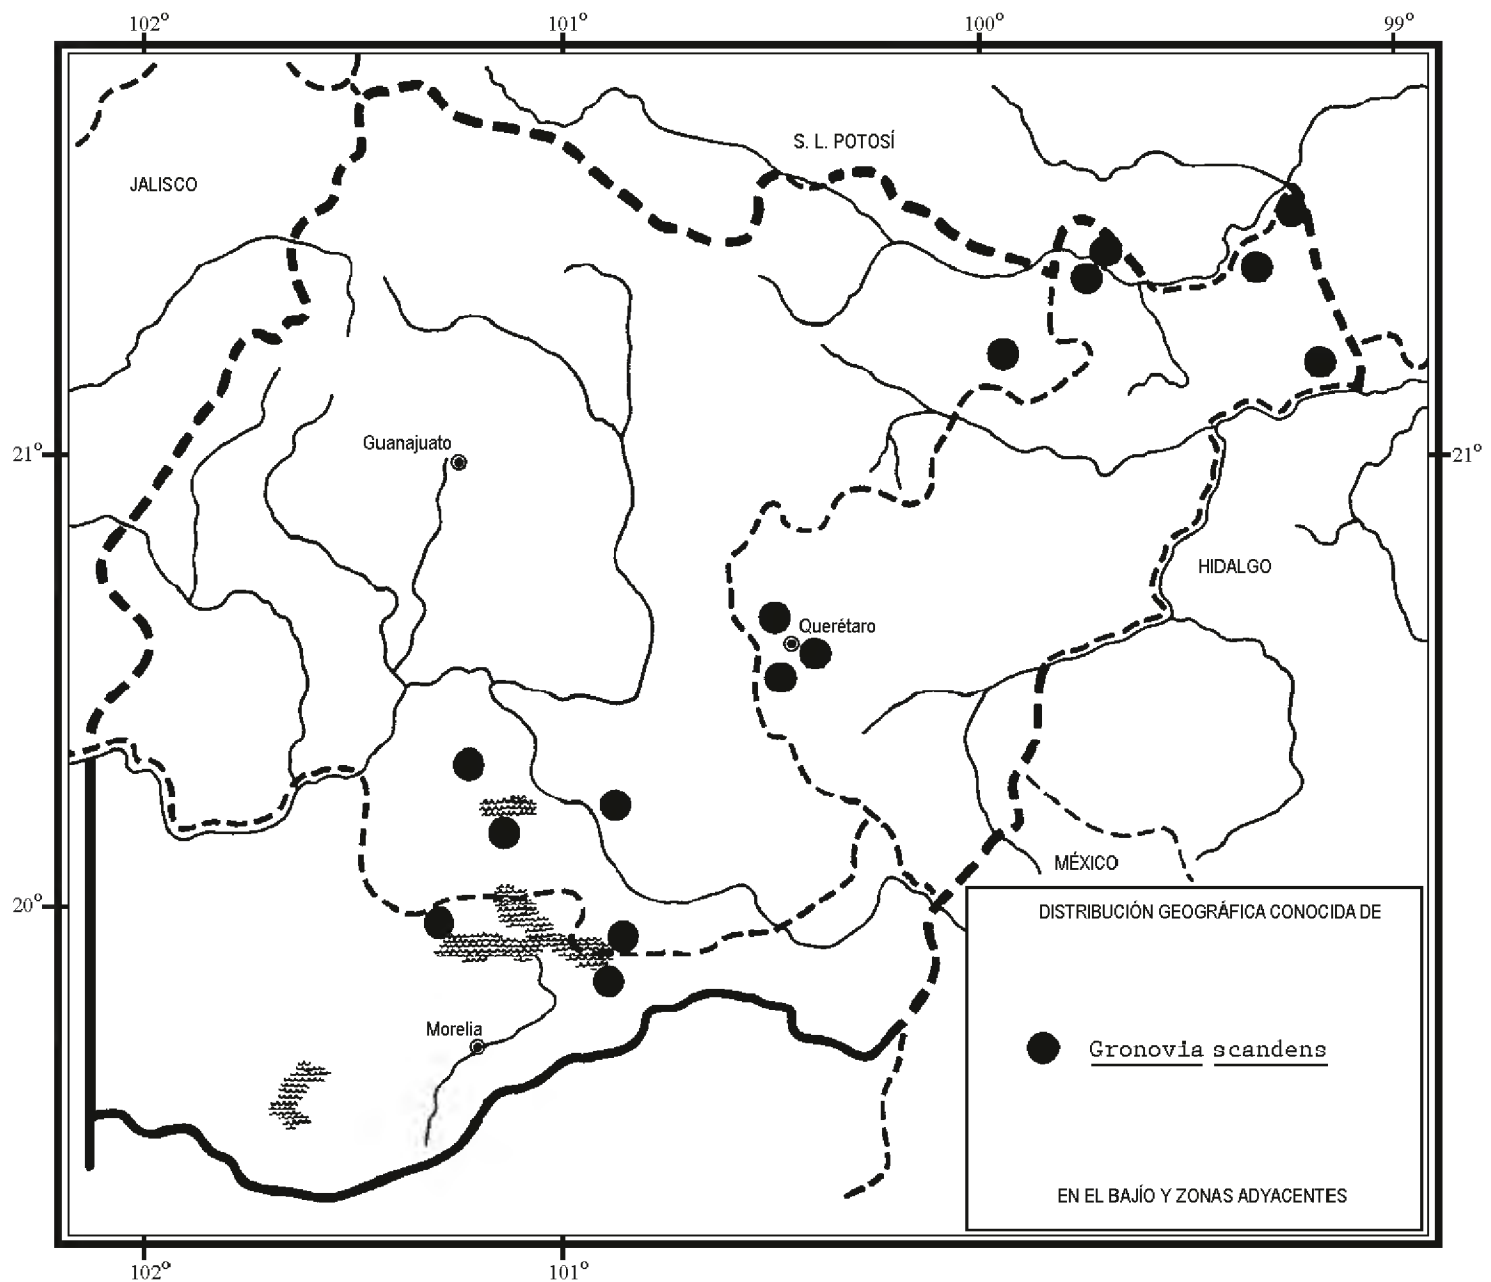 102° 101° 100° 99°
S. L. POTOSÍ
JALISCO
Guanajuato
21° 21°
HIDALGO
Querétaro
MÉXICO
20°
DISTRIBUCIÓN GEOGRÁFICA CONOCIDA DE
Morelia
Gronovia scandens
EN EL BAJÍO Y ZONAS ADYACENTES
102° 101°